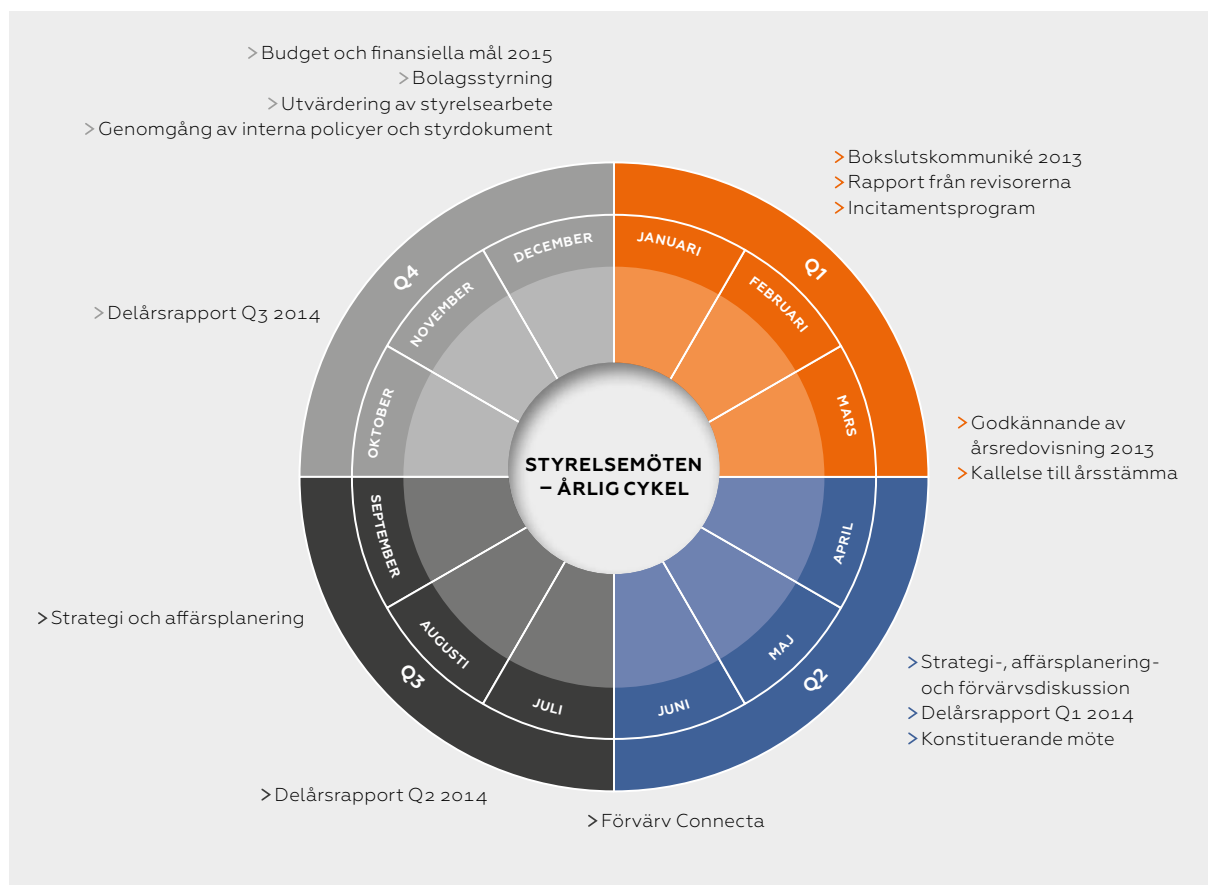 > Budget och finansiella mål 2015
> Bolagsstyrning
> Utvärdering av styrelsearbete
> Genomgång av interna policyer och styrdokument
> Bokslutskommuniké 2013
> Rapport från revisorerna
> Incitamentsprogram
> Delårsrapport Q3 2014
> Godkännande av
årsredovisning 2013
> Kallelse till årsstämma
> Strategi och affärsplanering
> Strategi-, affärsplanering-
och förvärvsdiskussion
> Delårsrapport Q1 2014
> Konstituerande möte
> Delårsrapport Q2 2014
> Förvärv Connecta
STYRELSEMÖTEN
– ÅRLIG CYKEL
Q1
JANUARI
FEBRUARI
MARS
Q2
APRIL
MAJ
JUNI
Q3
JULI
AUGUSTI
SEPTEMBER
Q4
OKTOBER
NOVEMBER
DECEMBER